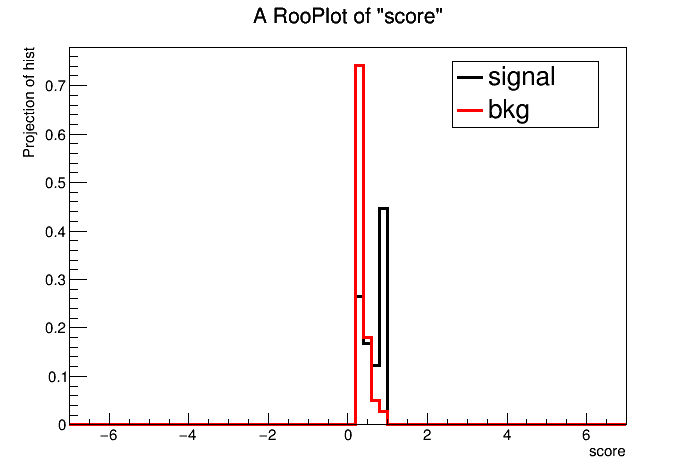 A RooPlot of "score"
Projection of hist
signal
bkg
0.7
0.6
0.5
0.4
0.3
0.2
0.1
0
−6 −4 −2 0 2 4 6
score